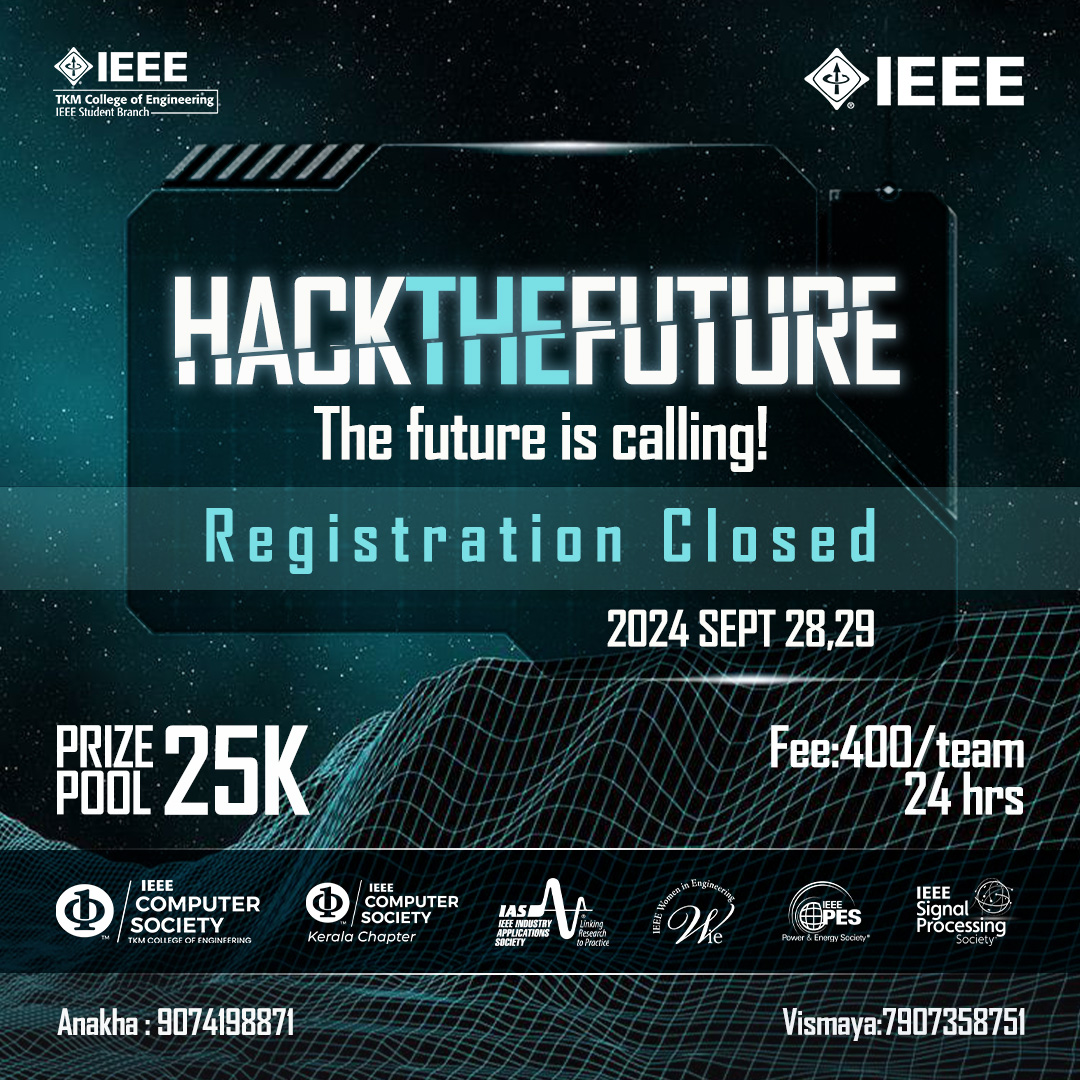 IEEE
TKM College of Engineering
IEEE Student Branch
IEEE
HACKTHEFUTURE
The future is calling!
Registration Closed
2024 SEPT 28,29
PRIZE
POOL 25K
Fee:400/team
24 hrs
IEEE
COMPUTER
SOCIETY
TKM COLLEGE OF ENGINEERING
IEEE
COMPUTER
SOCIETY
Kerala Chapter
IAS
IEEE INDUSTRY
APPLICATIONS
SOCIETY
Linking
Research
to Practice
IEEE Women in Engineering
Wie
IEEE
PES
Power & Energy Society®
IEEE
Signal
Processing
Society
Anakha : 9074198871
Vismaya:7907358751